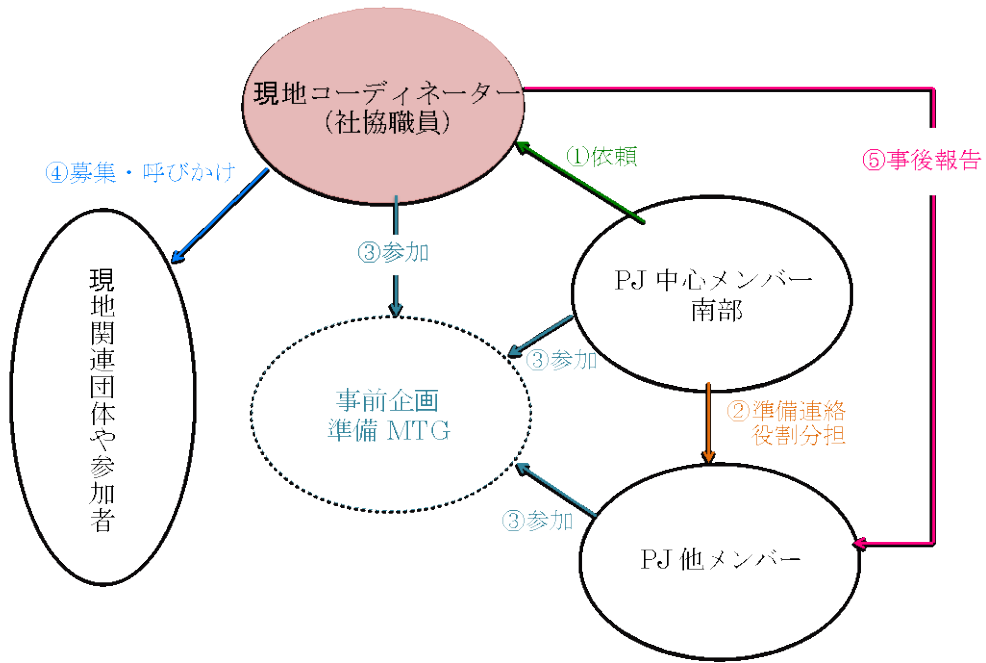 現地コーディネーター
（社協職員）
①依頼
⑤事後報告
④募集・呼びかけ
③参加
現地関連団体や参加者
PJ 中心メンバー
南部
③参加
事前企画
準備 MTG
②準備連絡
役割分担
③参加
PJ 他メンバー